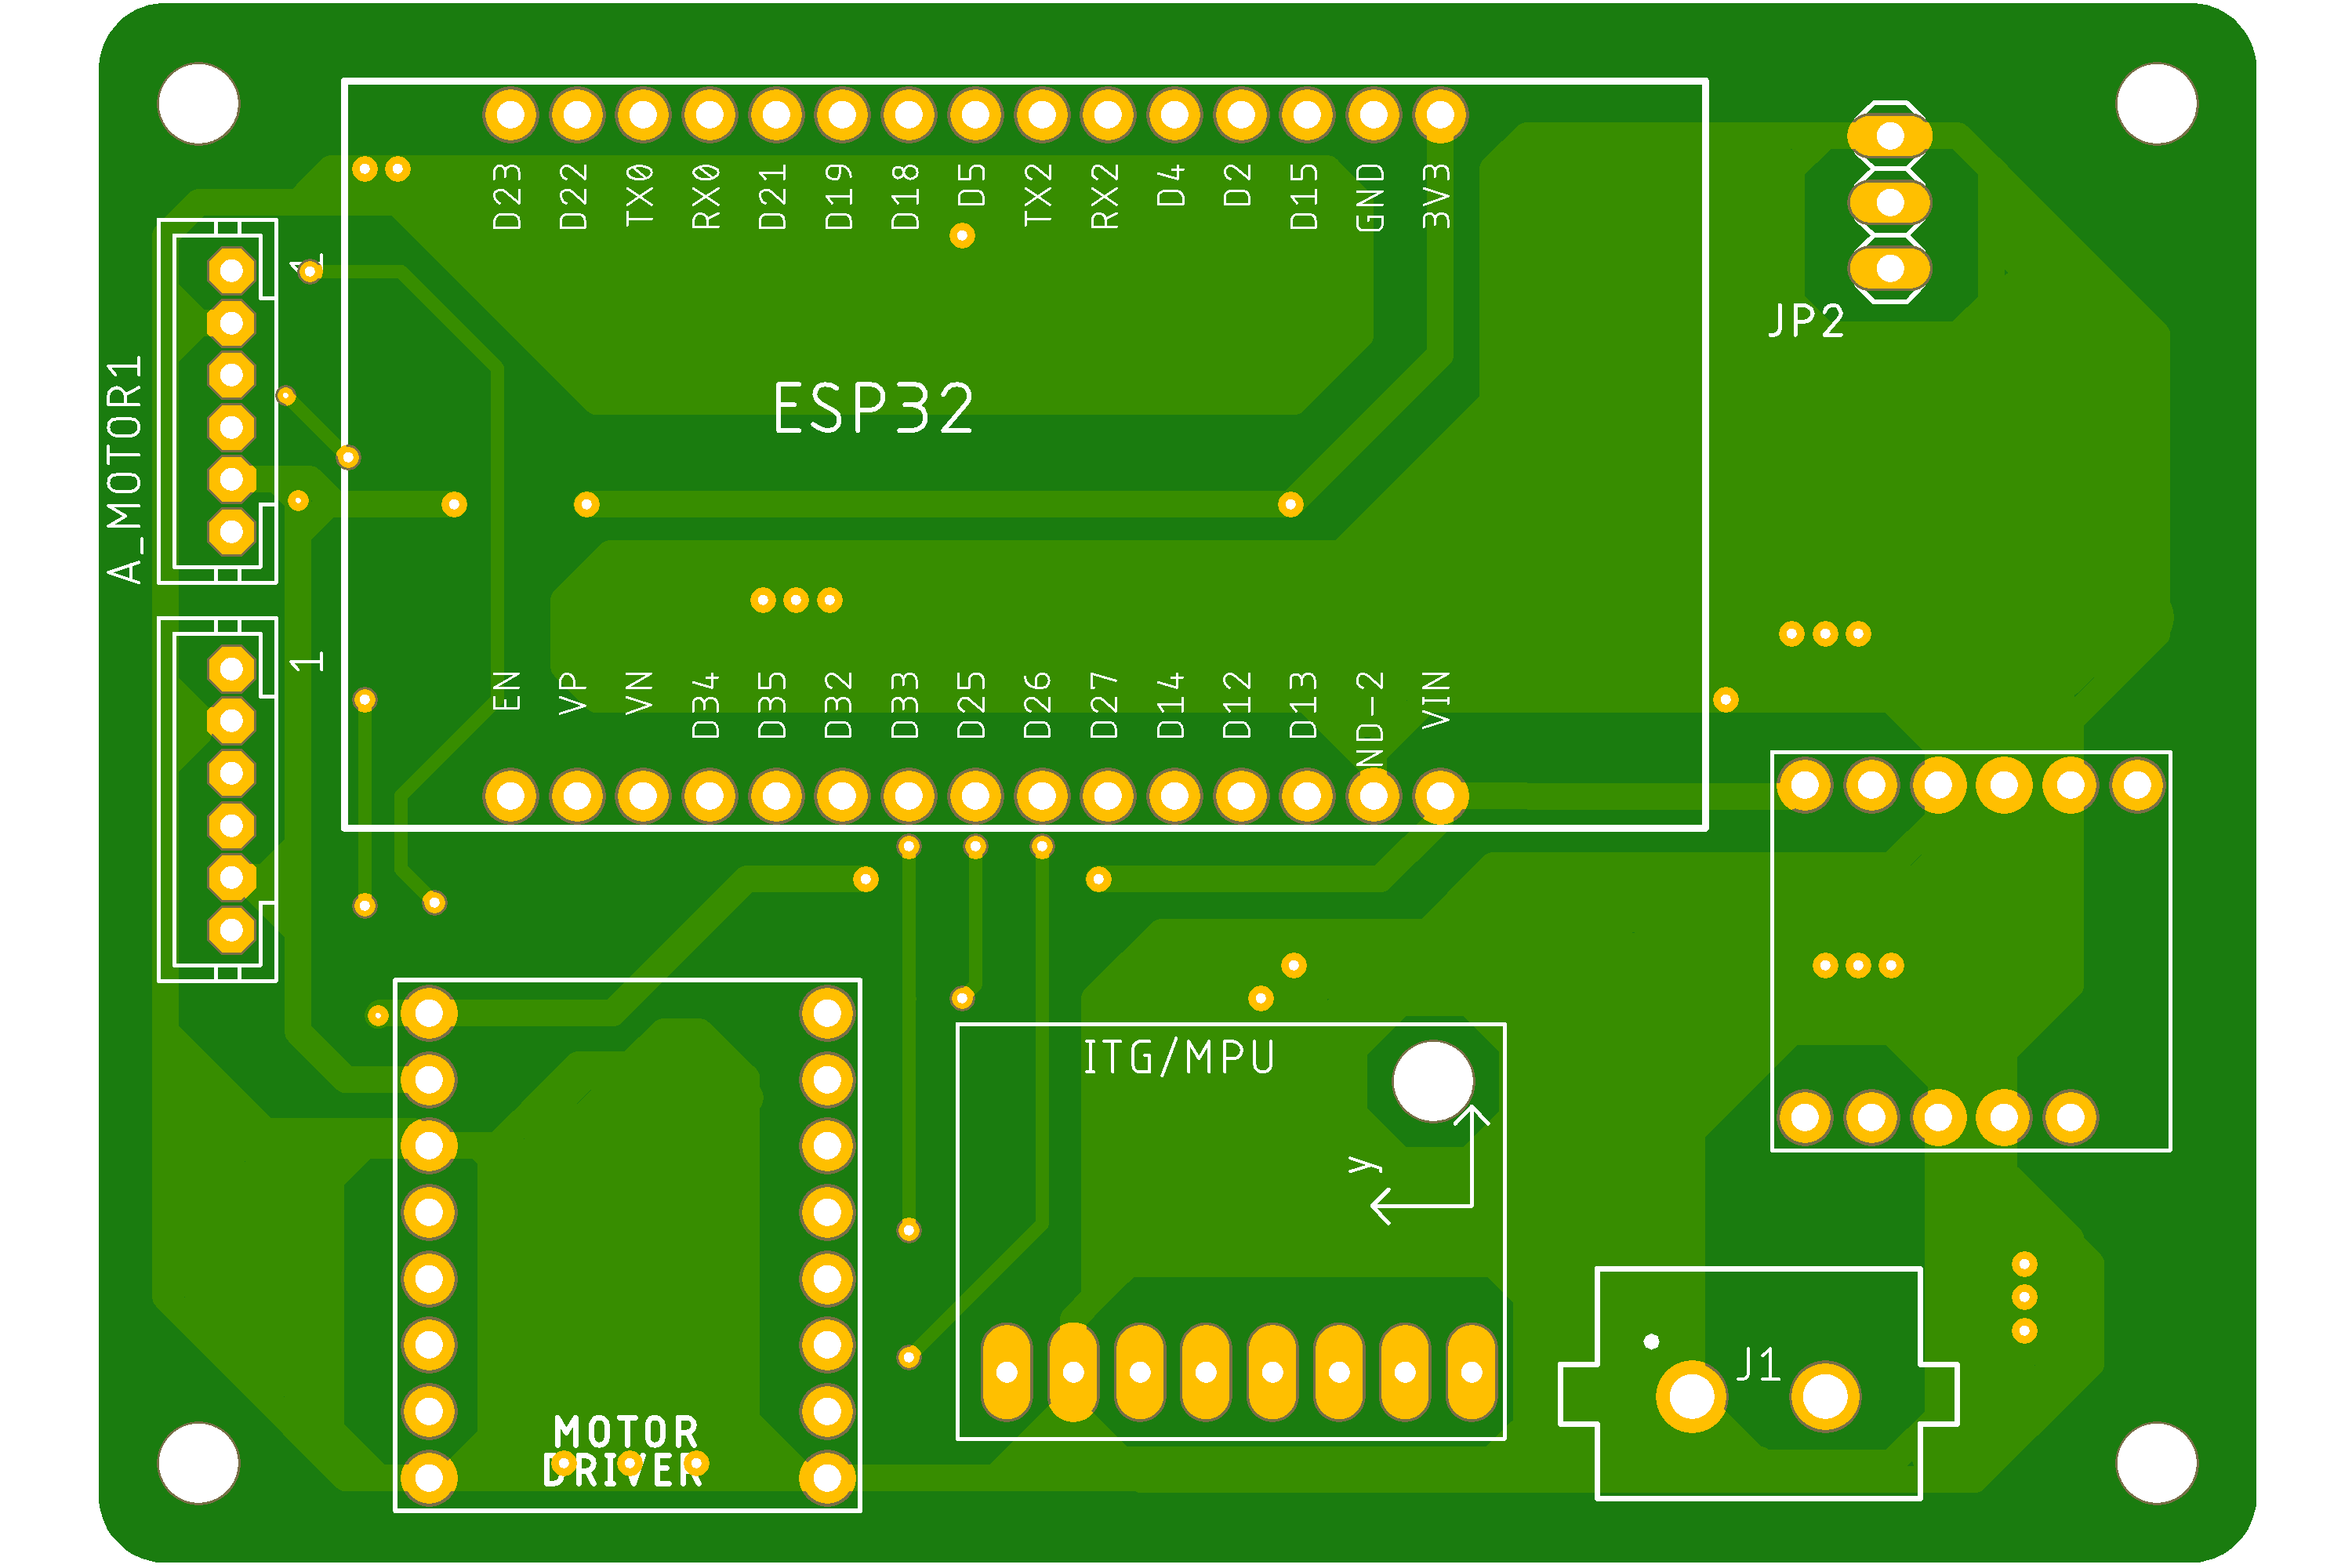 D23
D22
TX0
RX0
D21
D19
D18
D5
TX2
RX2
D4
D2
D15
GND
3V3
1
JP2
A_MOTOR1
ESP32
1
EN
VP
VN
D34
D35
D32
D33
D25
D26
D27
D14
D12
D13
ND-2
VIN
ITG/MPU
y
J1
MOTOR
DRIVER